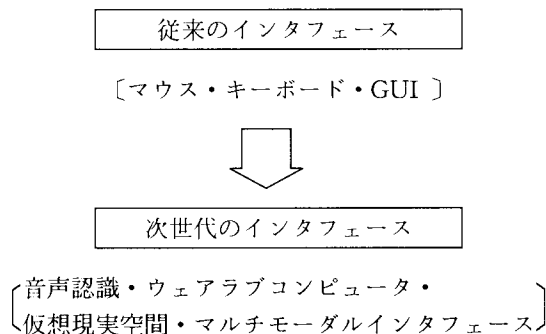 従来のインタフェース
〔マウス・キーボード・GUI 〕
次世代のインタフェース
音声認識・ウェアラブコンピュータ・
仮想現実空間・マルチモーダルインタフェース